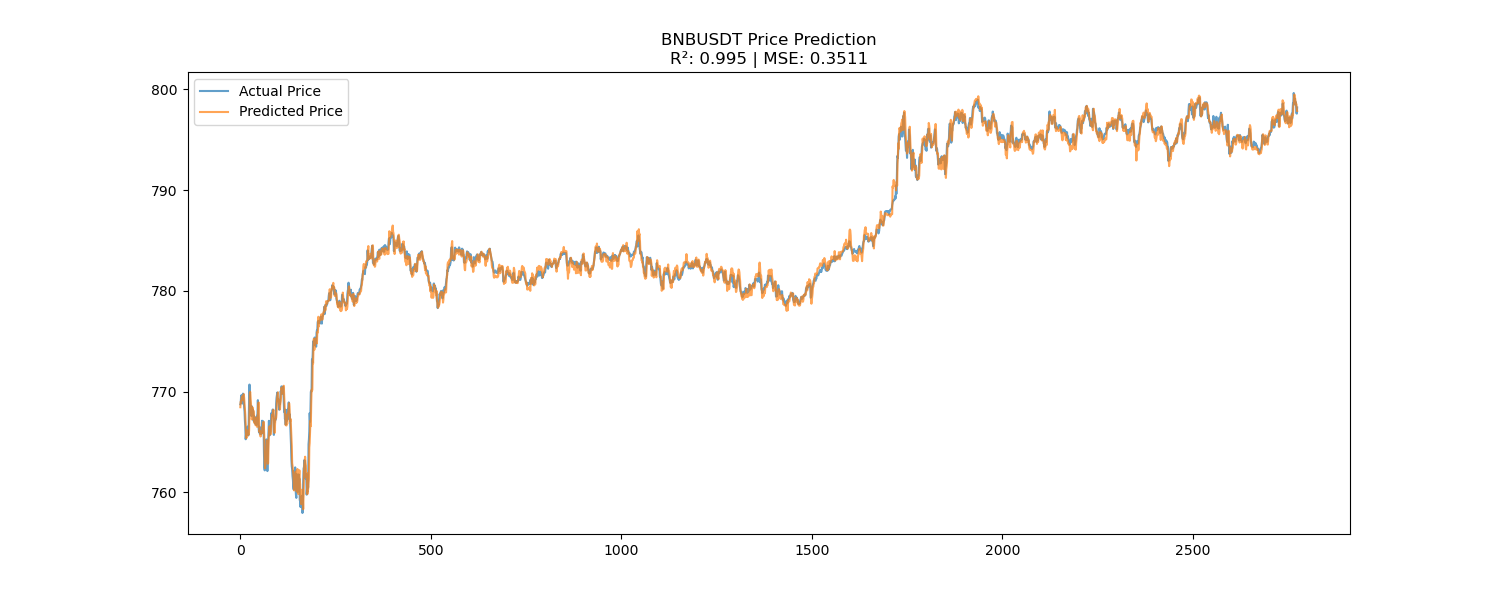 BNBUSDT Price Prediction
R²: 0.995 | MSE: 0.3511
Actual Price
Predicted Price
800
790
780
770
760
0 500 1000 1500 2000 2500